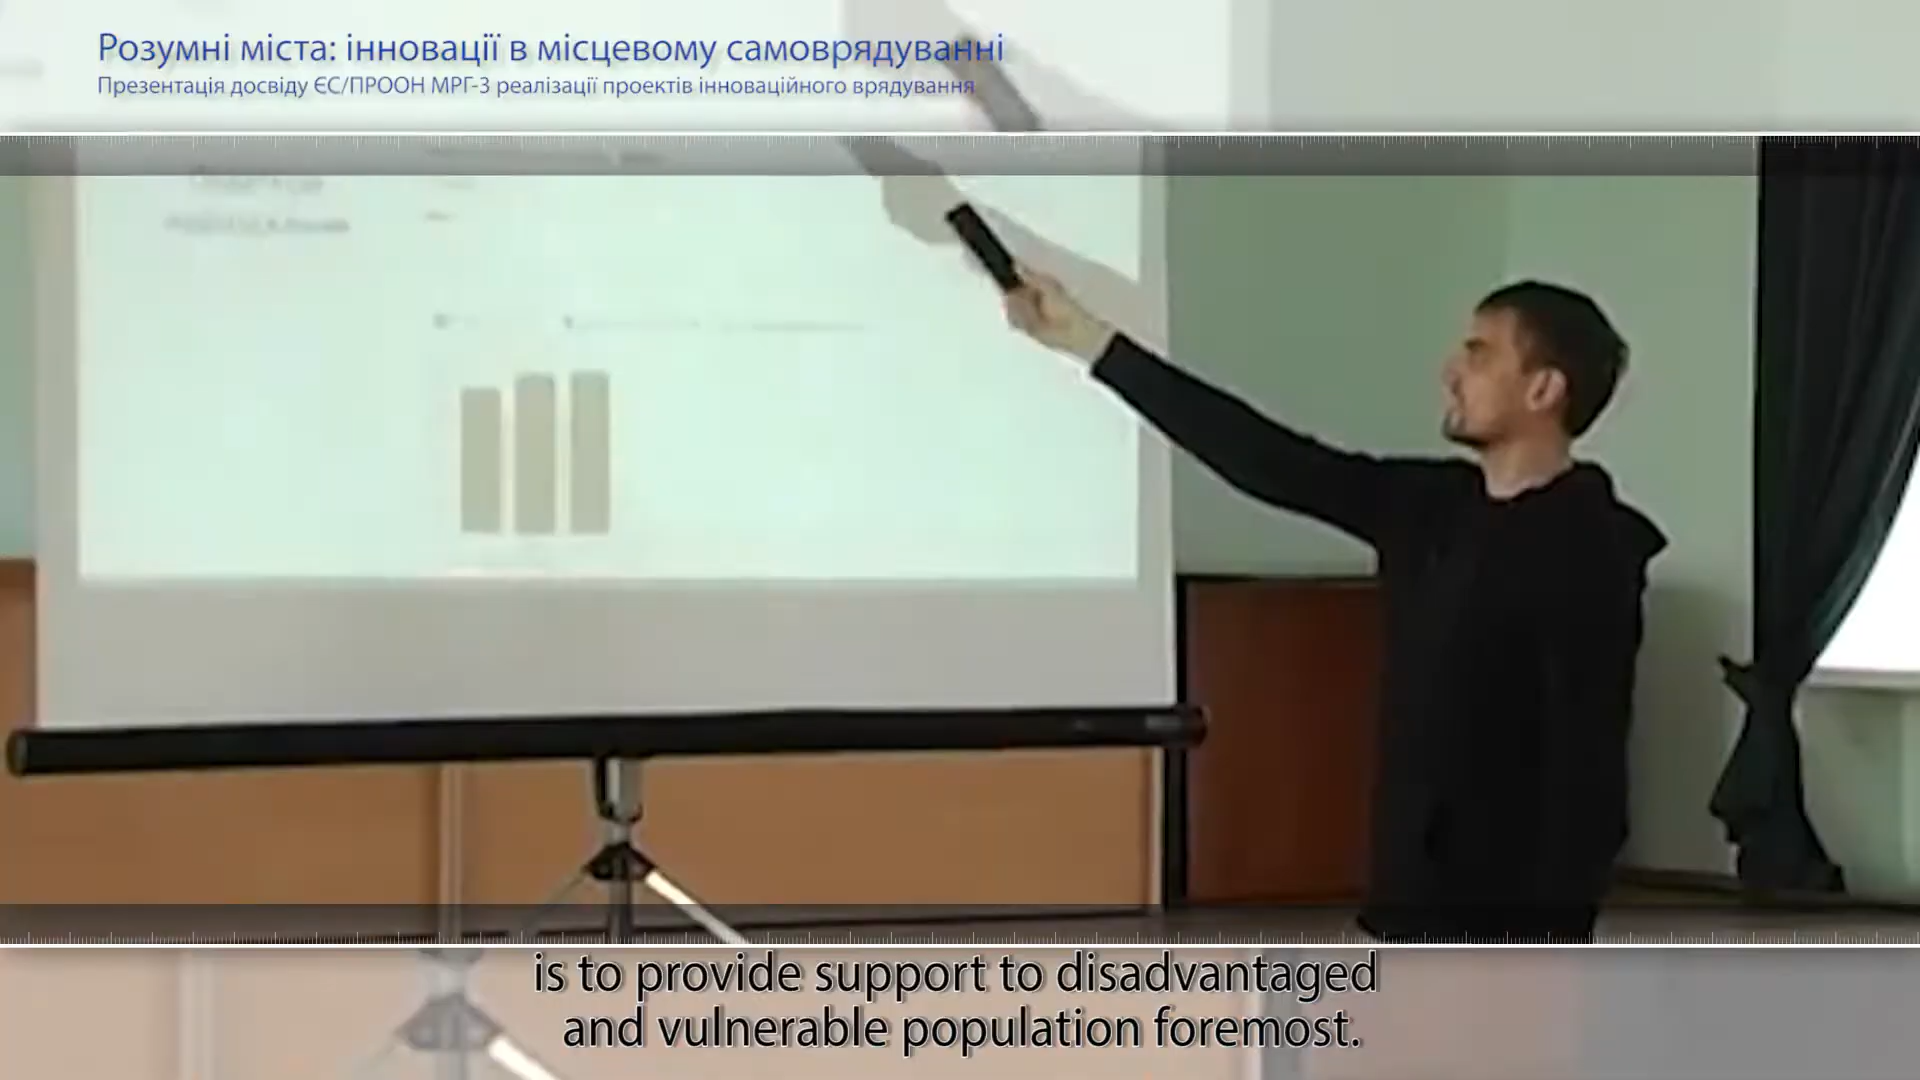 Розумні міста: інновації в місцевому самоврядуванні
Презентація досвіду ЄС/ПРООН МРГ-3 реалізації проектів інноваційного врядування
is to provide support to disadvantaged
and vulnerable population foremost.